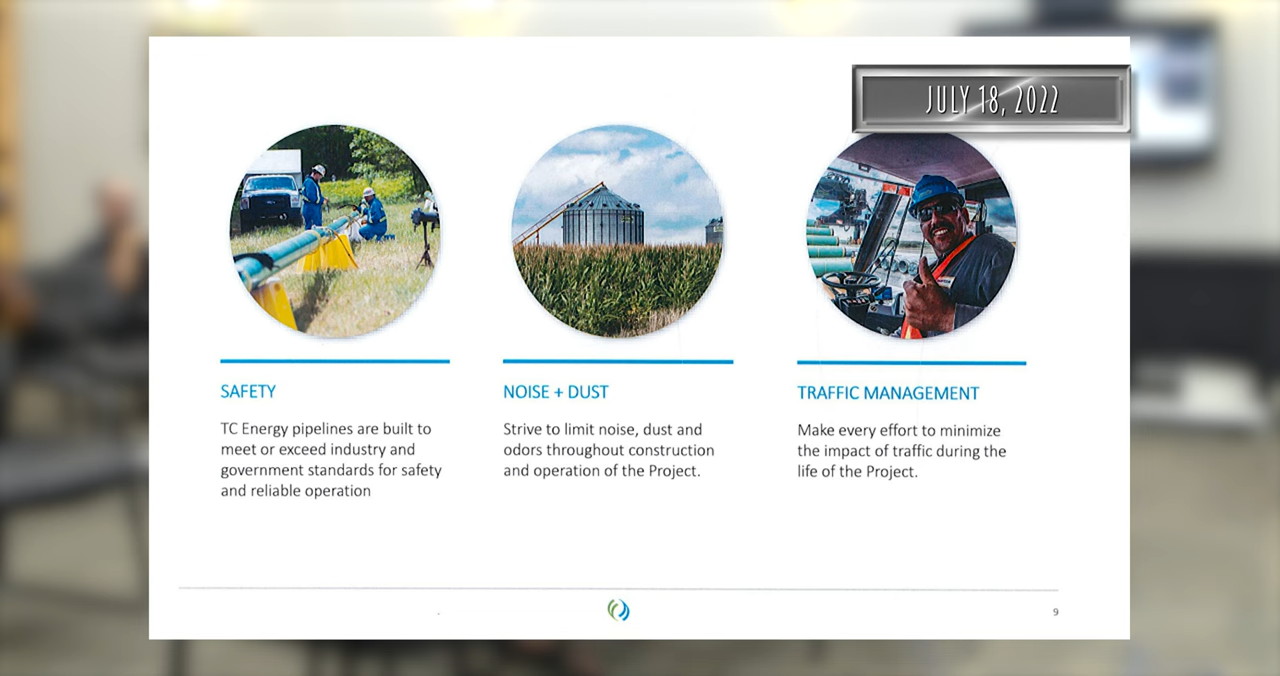 JULY 18, 2022
SAFETY
TC Energy pipelines are built to
meet or exceed industry and
government standards for safety
and reliable operation
NOISE + DUST
Strive to limit noise, dust and
odors throughout construction
and operation of the Project.
TRAFFIC MANAGEMENT
Make every effort to minimize
the impact of traffic during the
life of the Project.
9